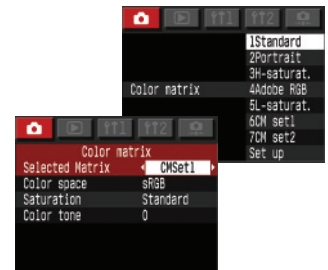 1Standard
2Portrait
3H-saturat.
Color matrix 4Adobe RGB
5L-saturat.
6CM set1
7CM set2
Set up
Color matrix
Selected Matrix CMSet1
Color space sRGB
Saturation Standard
Color tone 0